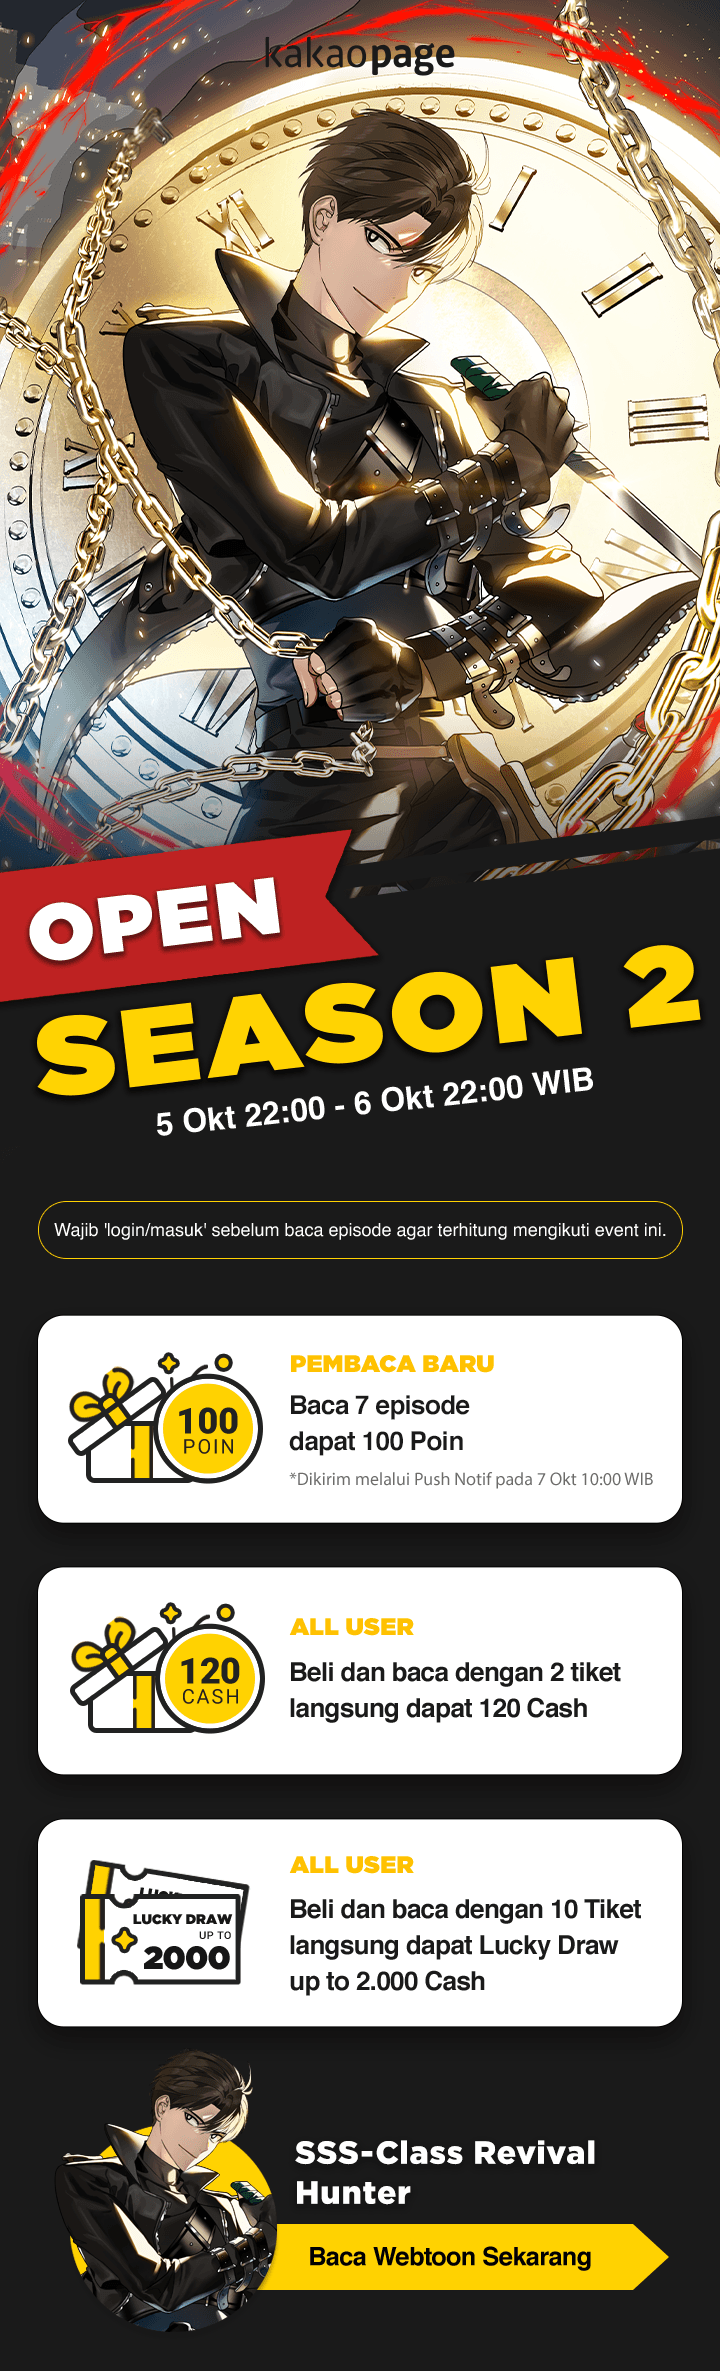 kakaopage
XI
I
II
III
OPEN
SEASON 2
5 Okt 22:00 - 6 Okt 22:00 WIB
Wajib 'login/masuk' sebelum baca episode agar terhitung mengikuti event ini.
100
POIN
PEMBACA BARU
Baca 7 episode
dapat 100 Poin
*Dikirim melalui Push Notif pada 7 Okt 10:00 WIB
120
CASH
ALL USER
Beli dan baca dengan 2 tiket
langsung dapat 120 Cash
LUCKY DRAW
UP TO
2000
ALL USER
Beli dan baca dengan 10 Tiket
langsung dapat Lucky Draw
up to 2.000 Cash
SSS-Class Revival
Hunter
Baca Webtoon Sekarang